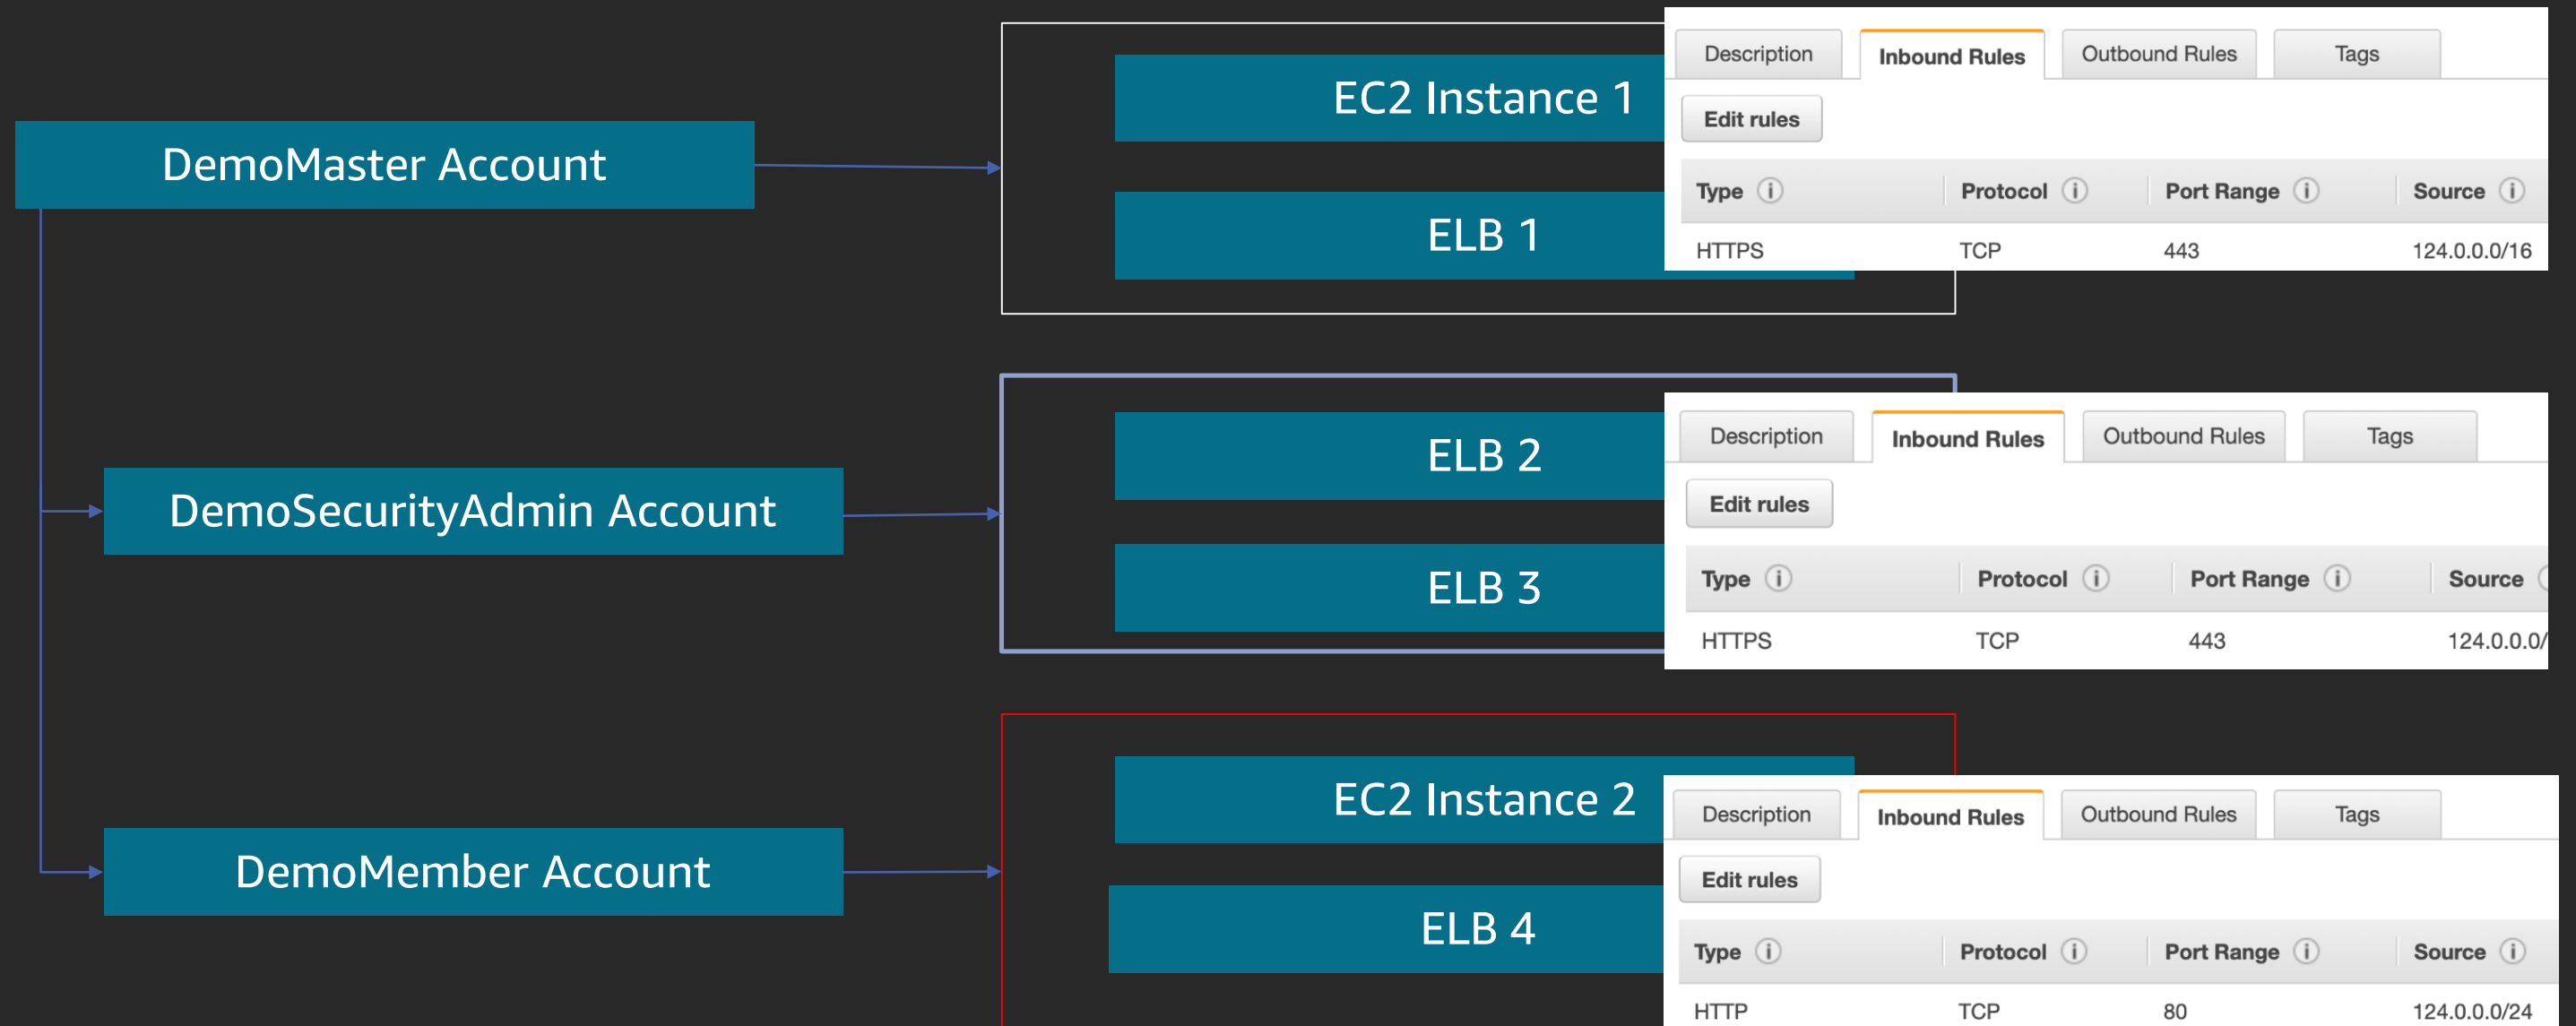 DemoMaster Account
EC2 Instance 1
ELB 1
Description Inbound Rules Outbound Rules Tags
Edit rules
Type Protocol Port Range Source
HTTPS TCP 443 124.0.0.0/16
DemoSecurityAdmin Account
ELB 2
ELB 3
Description Inbound Rules Outbound Rules Tags
Edit rules
Type Protocol Port Range Source
HTTPS TCP 443 124.0.0.0/
DemoMember Account
EC2 Instance 2
ELB 4
Description Inbound Rules Outbound Rules Tags
Edit rules
Type Protocol Port Range Source
HTTP TCP 80 124.0.0.0/24